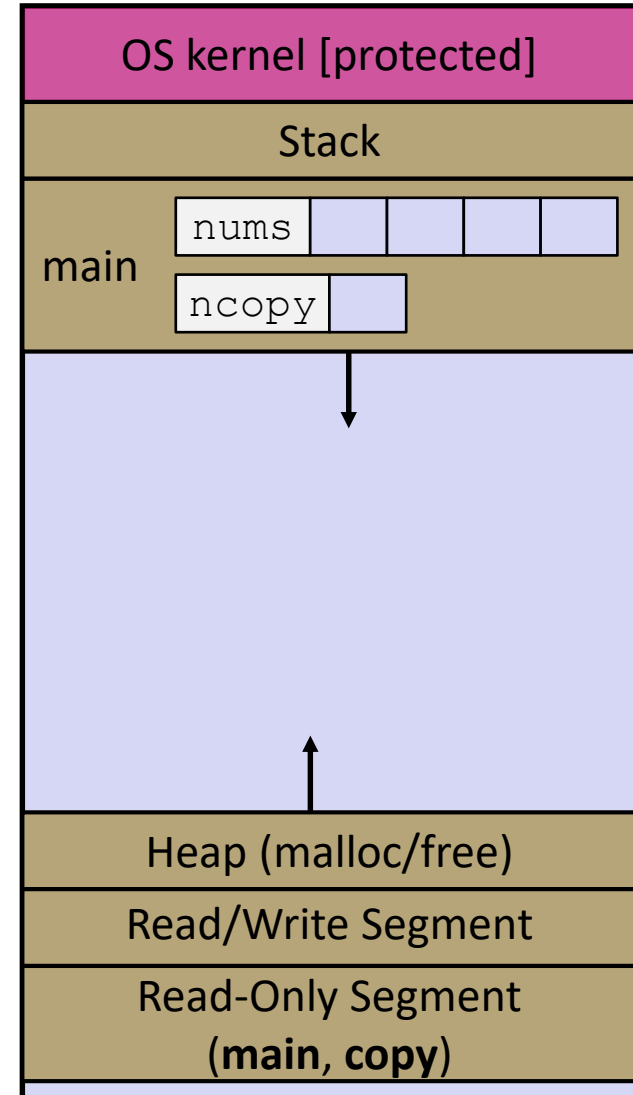 OS kernel [protected]
Stack
main
nums
ncopy
Heap (malloc/free)
Read/Write Segment
Read-Only Segment
(main, copy)